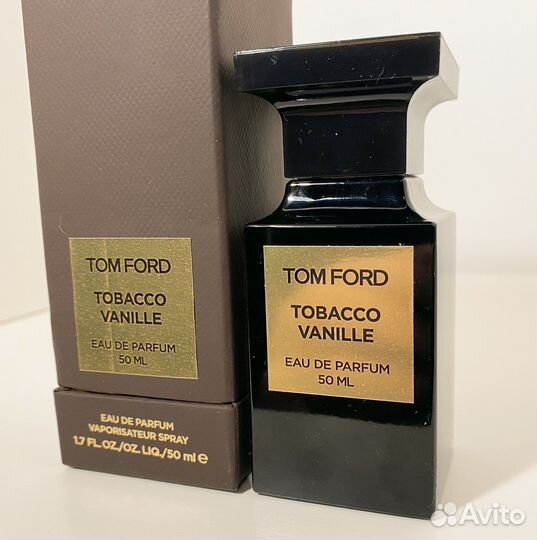 TOM FORD
TOBACCO
VANILLE
EAU DE PARFUM
50 ML
EAU DE PARFUM
VAPORISATEUR SPRAY
1.7 FL.OZ./OZ. LIQ./50 ml e
TOM FORD
TOBACCO
VANILLE
EAU DE PARFUM
50 ML
Avito